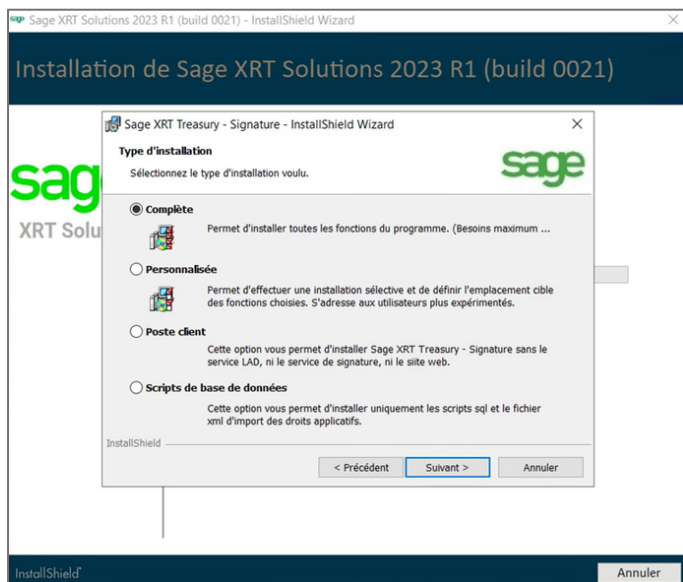 sage Sage XRT Solutions 2023 R1 (build 0021) - InstallShield Wizard
Installation de Sage XRT Solutions 2023 R1 (build 0021)
Sage XRT Treasury - Signature - InstallShield Wizard
Type d'installation
Sélectionnez le type d'installation voulu.
sage
sag
XRT Solu
Complète
Permet d'installer toutes les fonctions du programme. (Besoins maximum ...
Personnalisée
Permet d'effectuer une installation sélective et de définir l'emplacement cible
des fonctions choisies. S'adresse aux utilisateurs plus expérimentés.
Poste client
Cette option vous permet d'installer Sage XRT Treasury - Signature sans le
service LAD, ni le service de signature, ni le siite web.
Scripts de base de données
Cette option vous permet d'installer uniquement les scripts sql et le fichier
xml d'import des droits applicatifs.
InstallShield
< Précédent Suivant > Annuler
InstallShield
Annuler